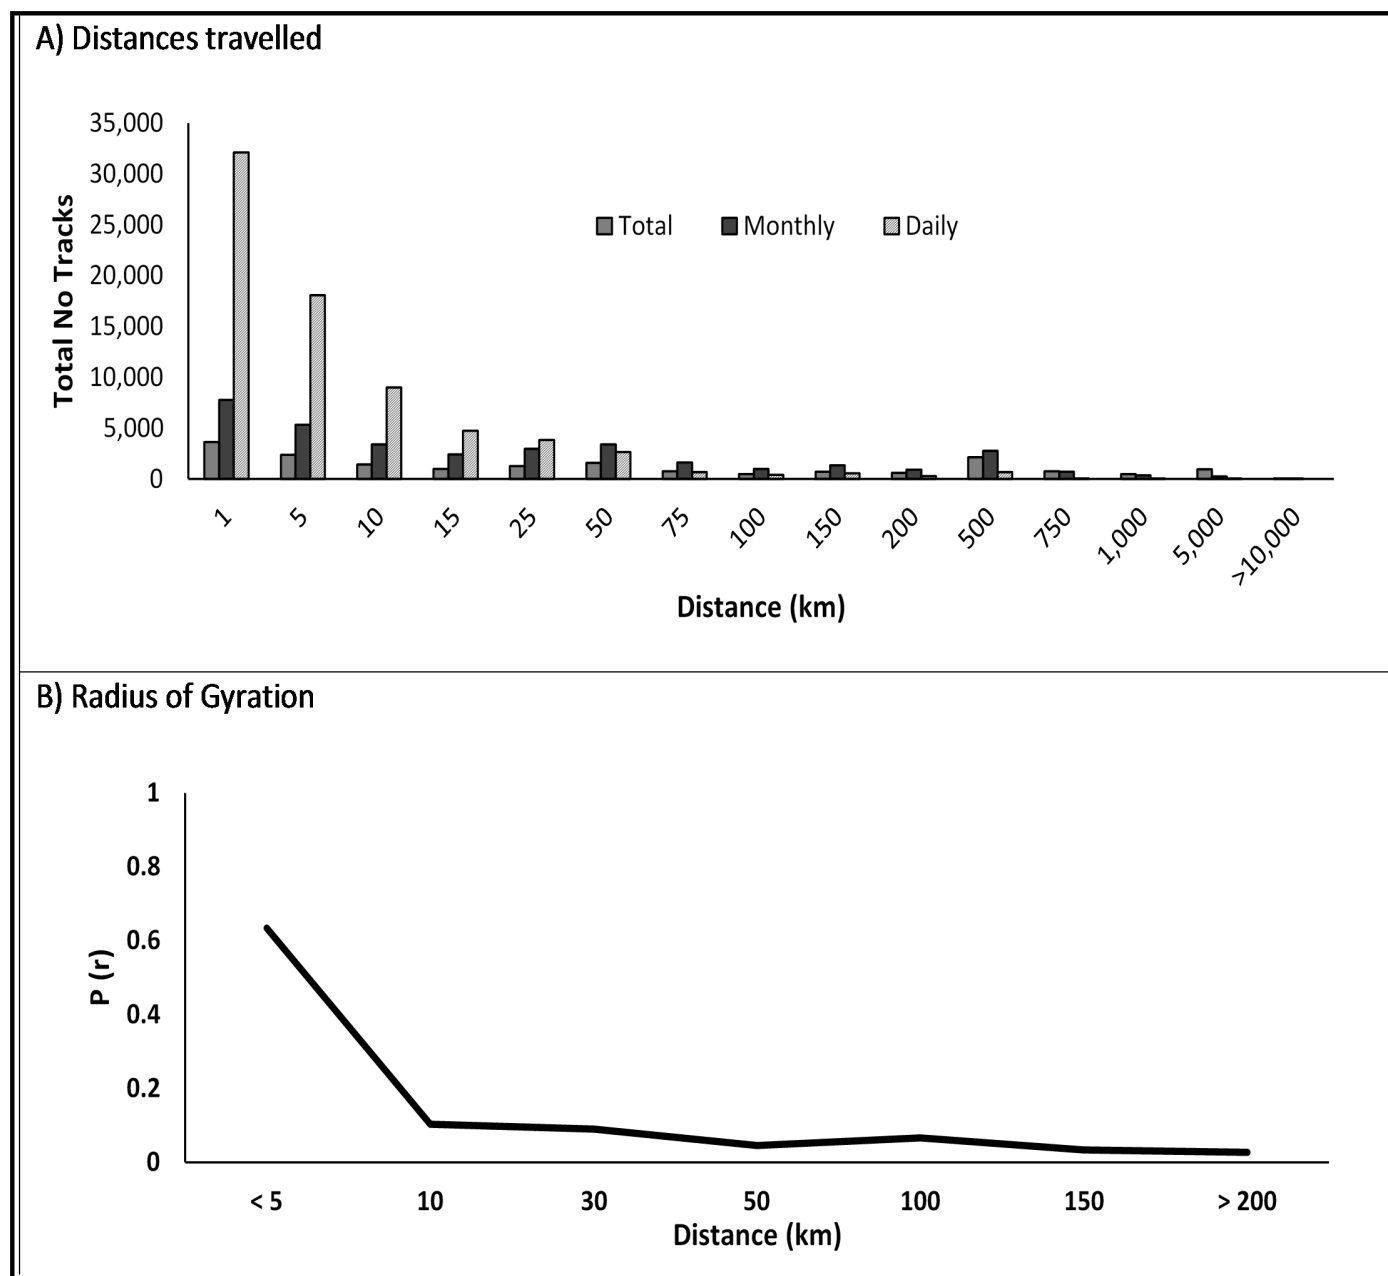 A) Distances travelled
35,000
30,000
25,000
20,000
15,000
10,000
5,000
0
Total No Tracks
Total Monthly Daily
1 5 10 15 25 50 75 100 150 200 500 750 1,000 5,000 >10,000
Distance (km)
B) Radius of Gyration
1
0.8
0.6
0.4
0.2
0
P (r)
< 5 10 30 50 100 150 > 200
Distance (km)